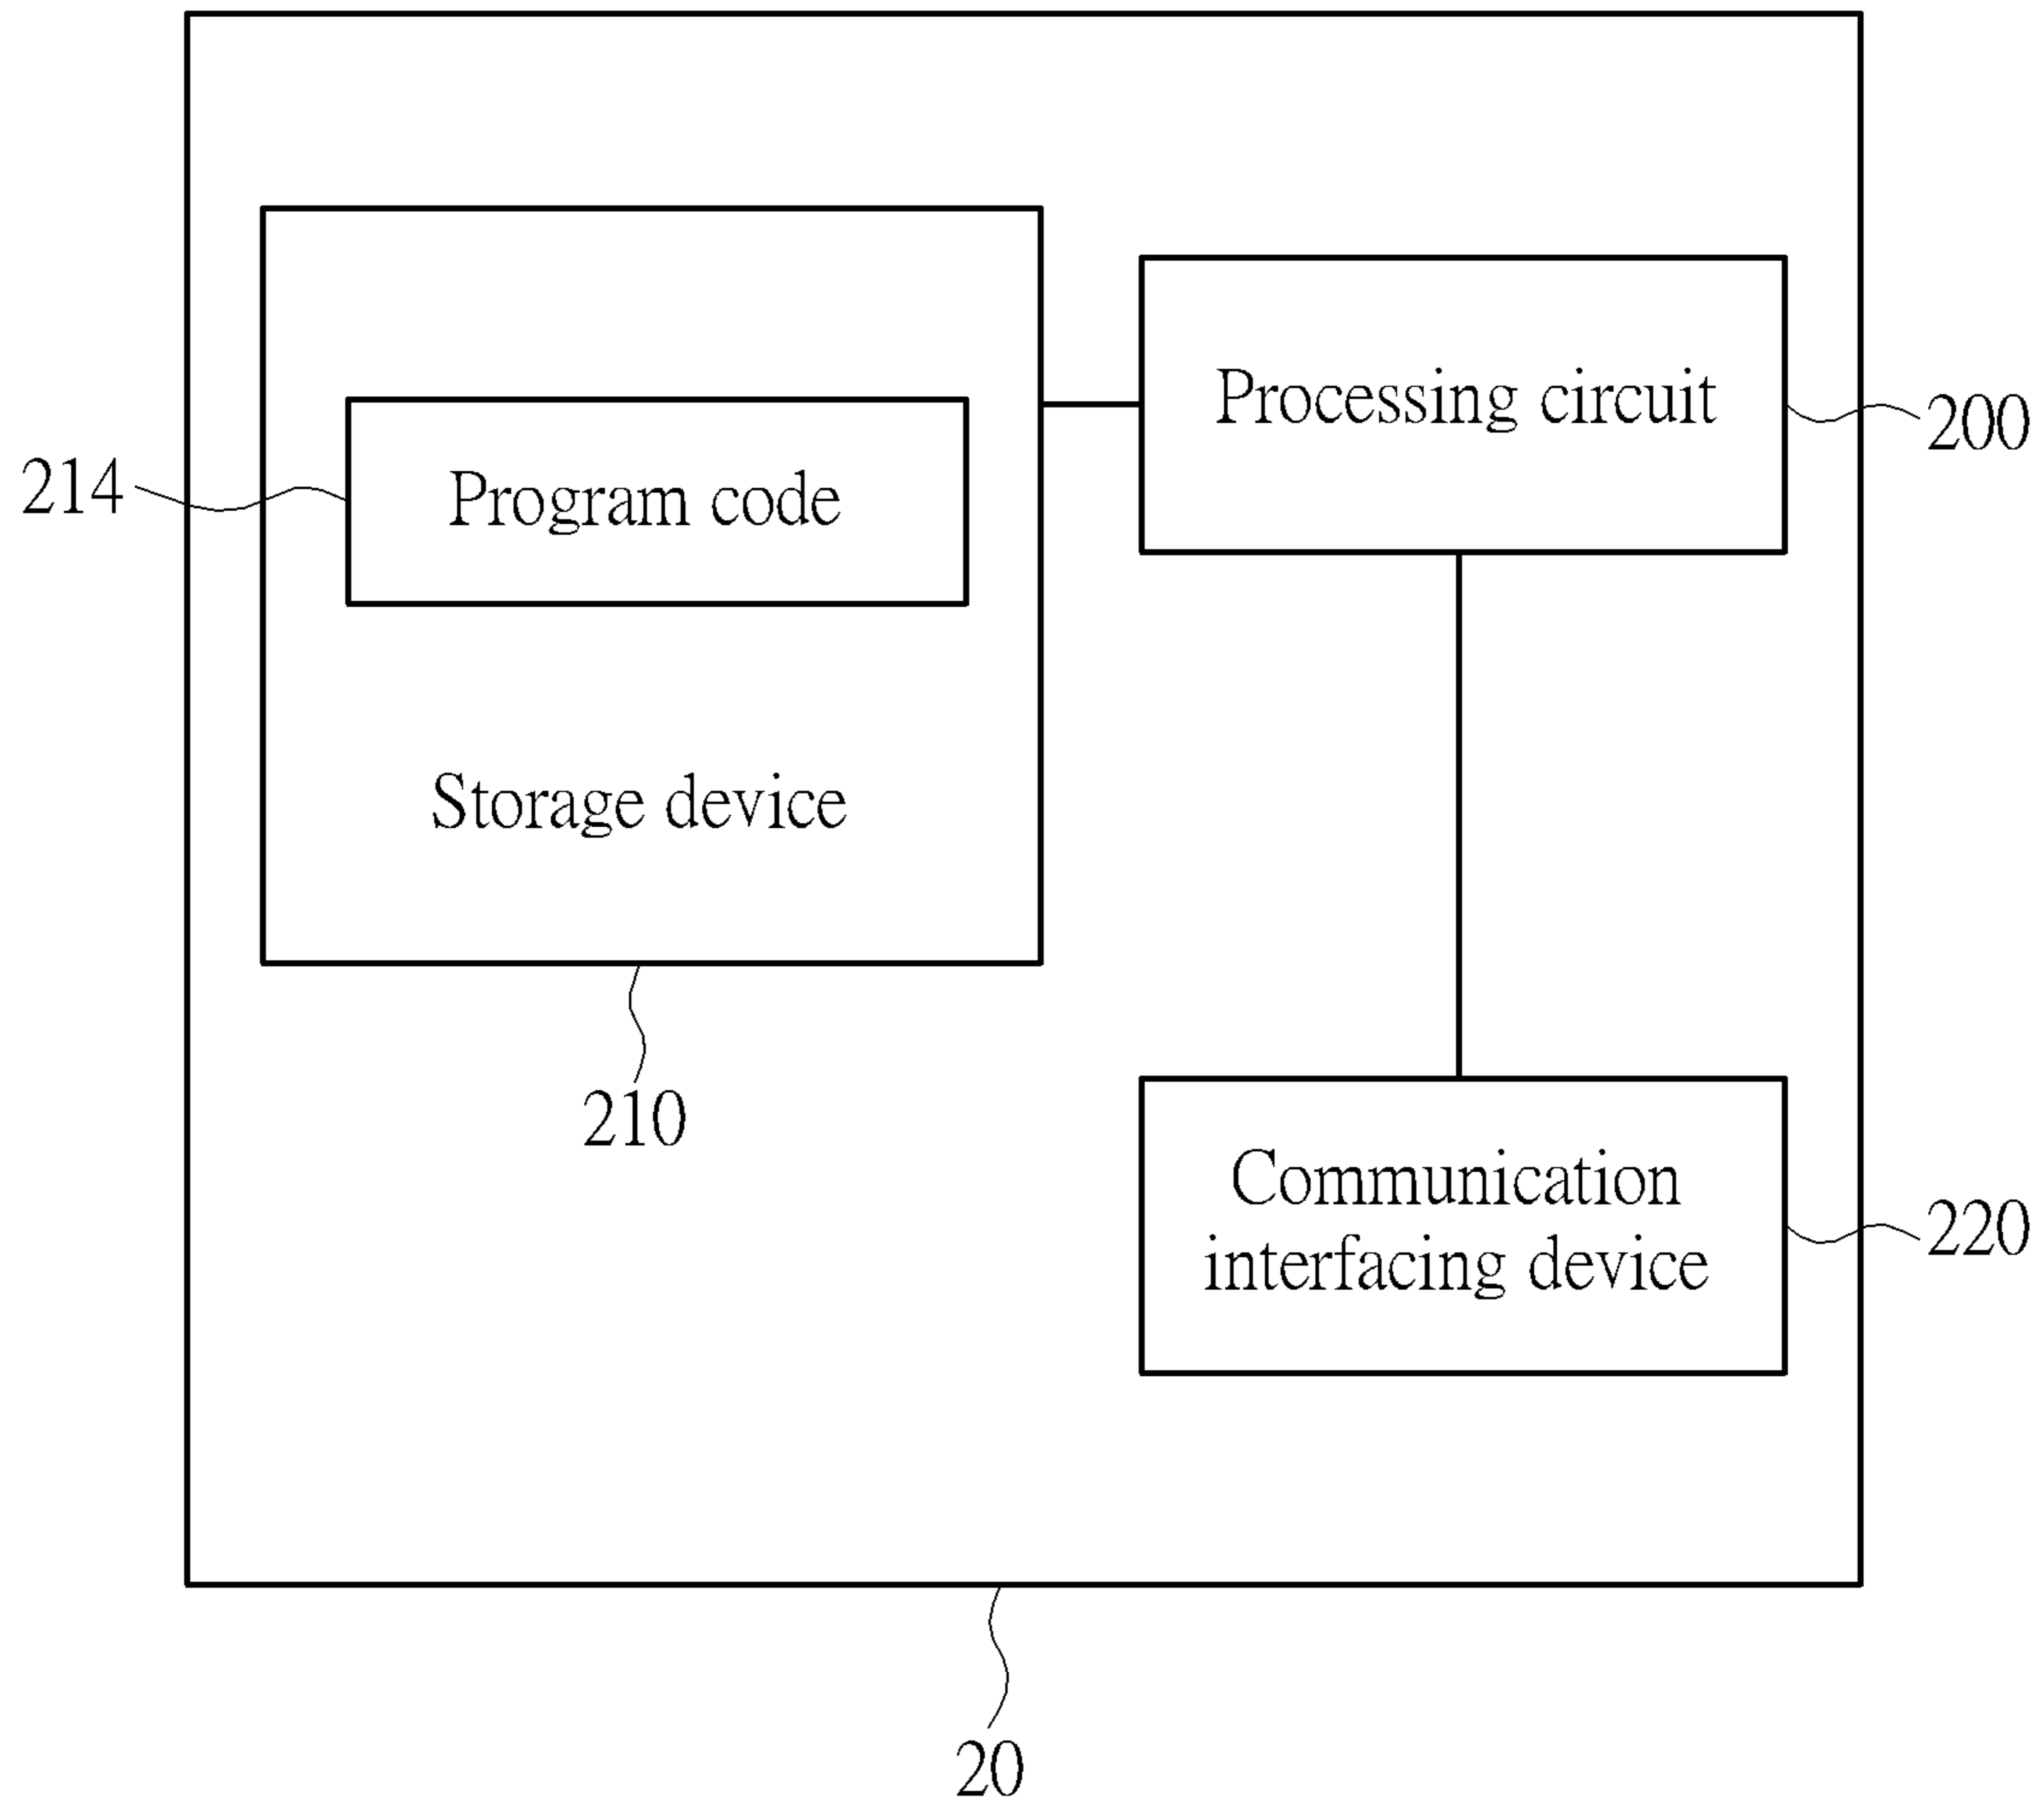 Processing circuit
200
214
Program code
Storage device
210
Communication
interfacing device
220
20